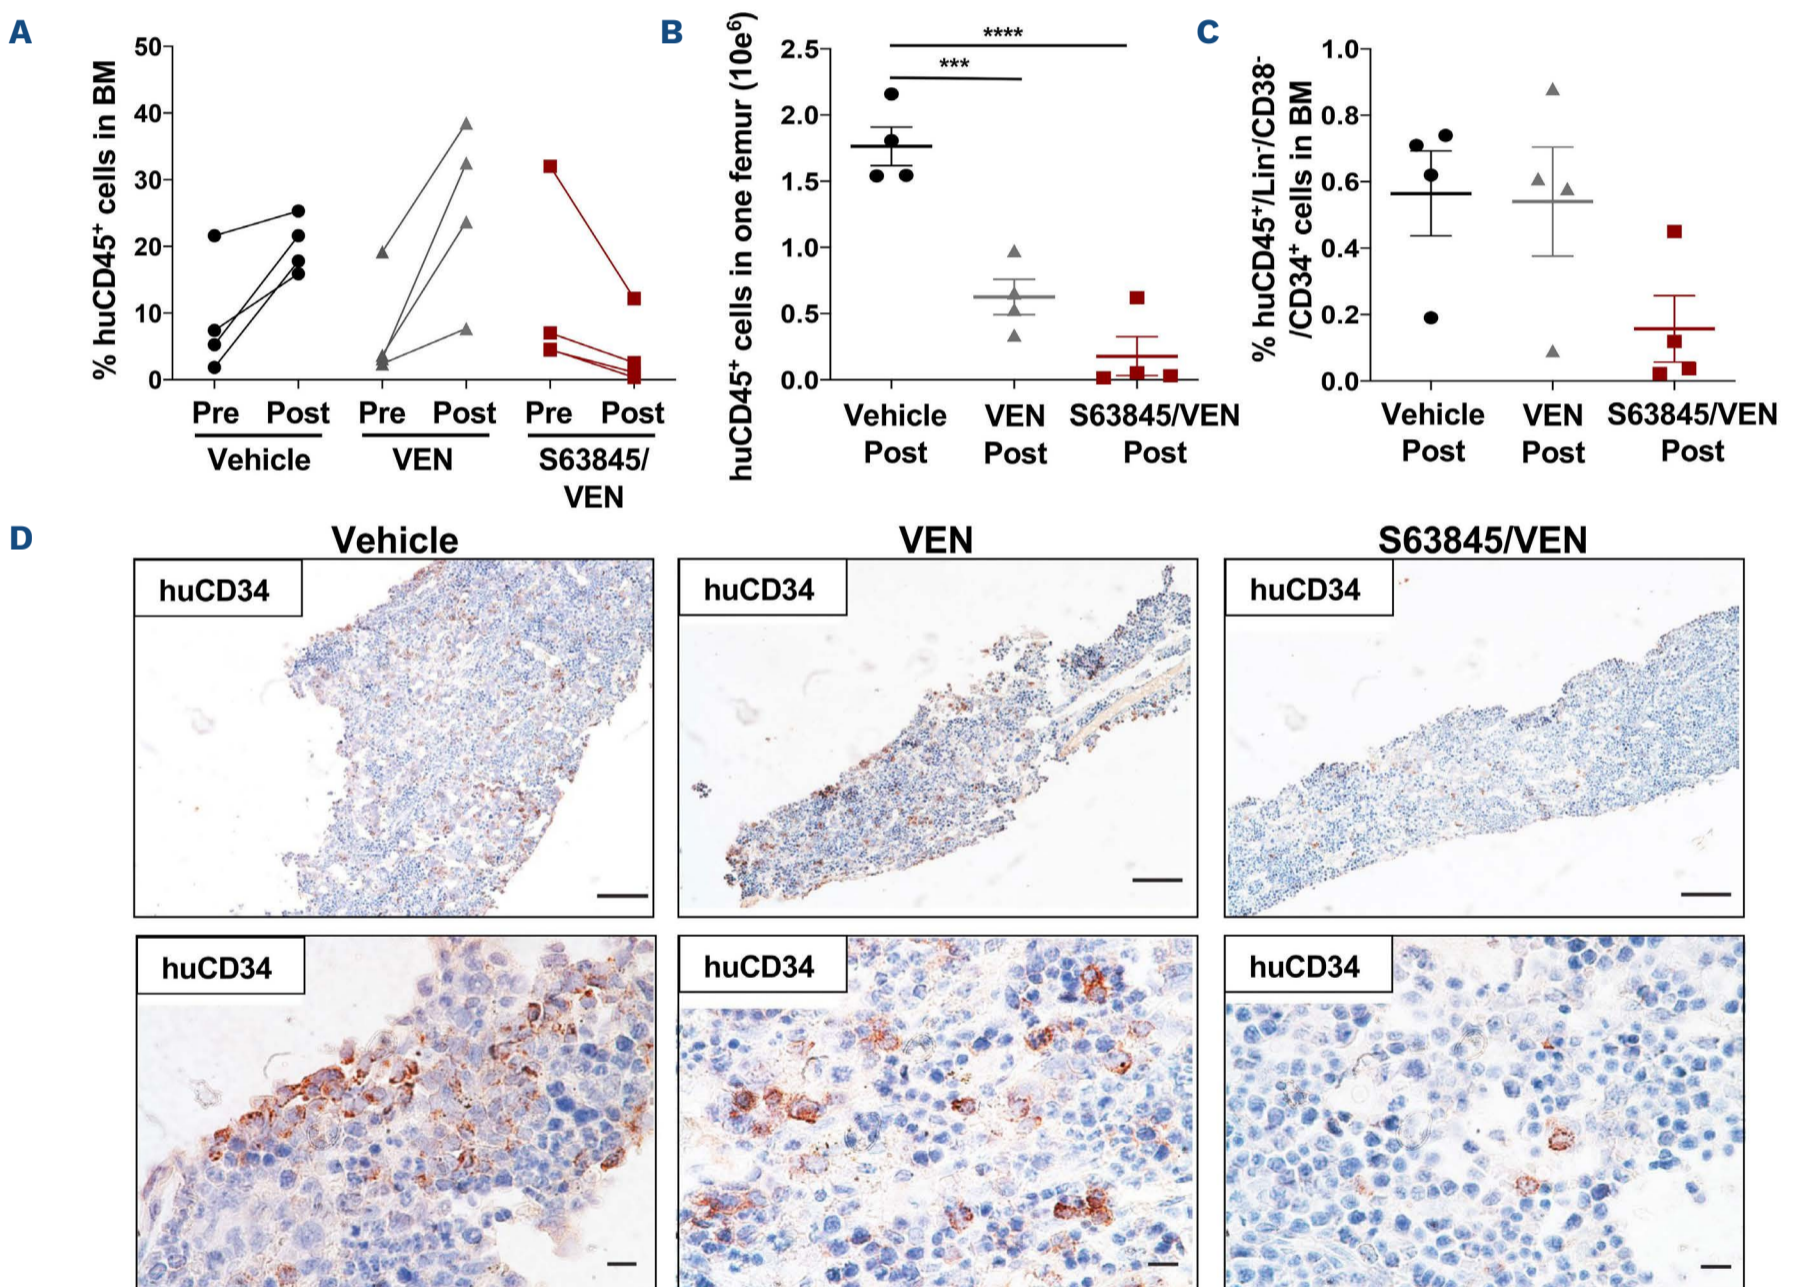 A
% huCD45⁺ cells in BM
50
40
30
20
10
0
Pre Post Pre Post Pre Post
Vehicle VEN S63845/
VEN
B
huCD45⁺ cells in one femur (10e⁶)
2.5
2.0
1.5
1.0
0.5
0.0
****
***
Vehicle VEN S63845/VEN
Post Post Post
C
% huCD45⁺/Lin⁻/CD38⁻
/CD34⁺ cells in BM
1.0
0.8
0.6
0.4
0.2
0.0
Vehicle VEN S63845/VEN
Post Post Post
D
Vehicle VEN S63845/VEN
huCD34 huCD34 huCD34
huCD34 huCD34 huCD34